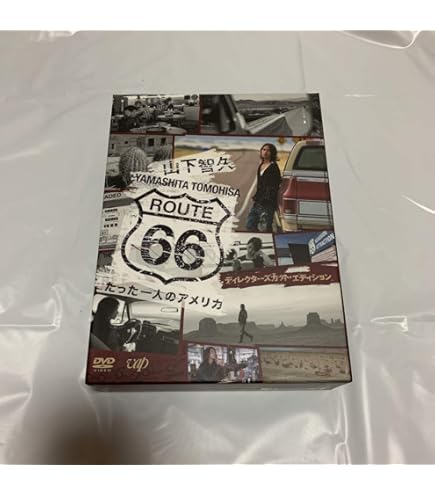 山下智久
YAMASHITA TOMOHISA
ROUTE
66
ディレクターズカット・エディション
たった一人のアメリカ
DVD
VIDEO
vap